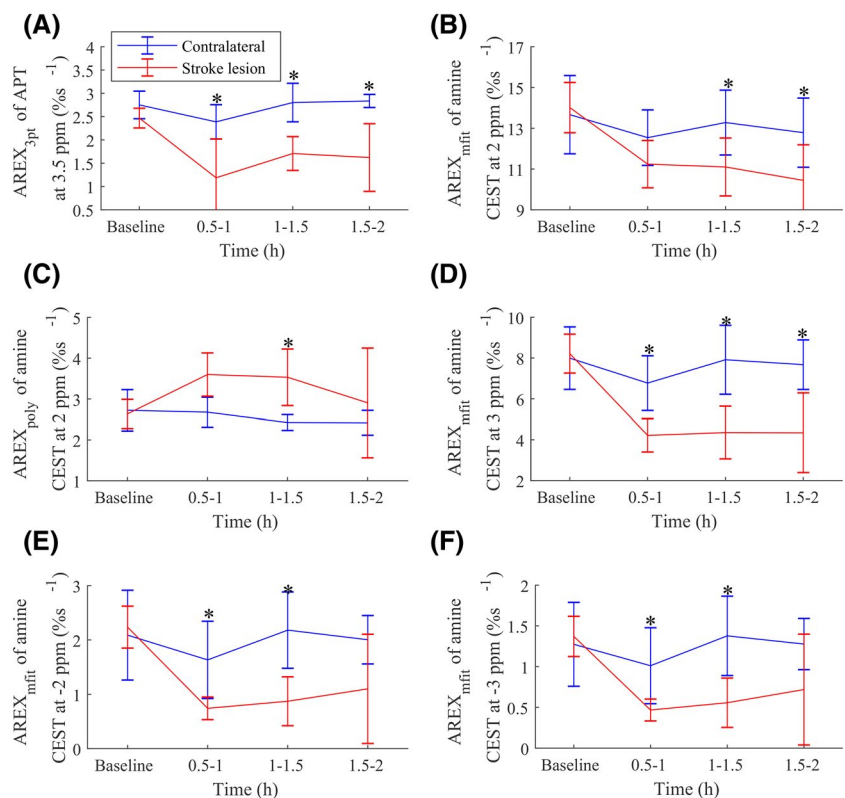 (A)
AREX3pt of APT
at 3.5 ppm (%s-1)
4
3.5
3
2.5
2
1.5
1
0.5
Contralateral
Stroke lesion
*
*
*
Baseline
0.5-1
1-1.5
1.5-2
Time (h)
(B)
AREXmfit of amine
CEST at 2 ppm (%s-1)
17
15
13
11
9
*
*
Baseline
0.5-1
1-1.5
1.5-2
Time (h)
(C)
AREXpoly of amine
CEST at 2 ppm (%s-1)
5
4
3
2
1
*
Baseline
0.5-1
1-1.5
1.5-2
Time (h)
(D)
AREXmfit of amine
CEST at 3 ppm (%s-1)
10
8
6
4
2
*
*
*
Baseline
0.5-1
1-1.5
1.5-2
Time (h)
(E)
AREXmfit of amine
CEST at -2 ppm (%s-1)
3
2
1
0
*
*
Baseline
0.5-1
1-1.5
1.5-2
Time (h)
(F)
AREXmfit of amine
CEST at -3 ppm (%s-1)
2
1.5
1
0.5
0
*
*
Baseline
0.5-1
1-1.5
1.5-2
Time (h)